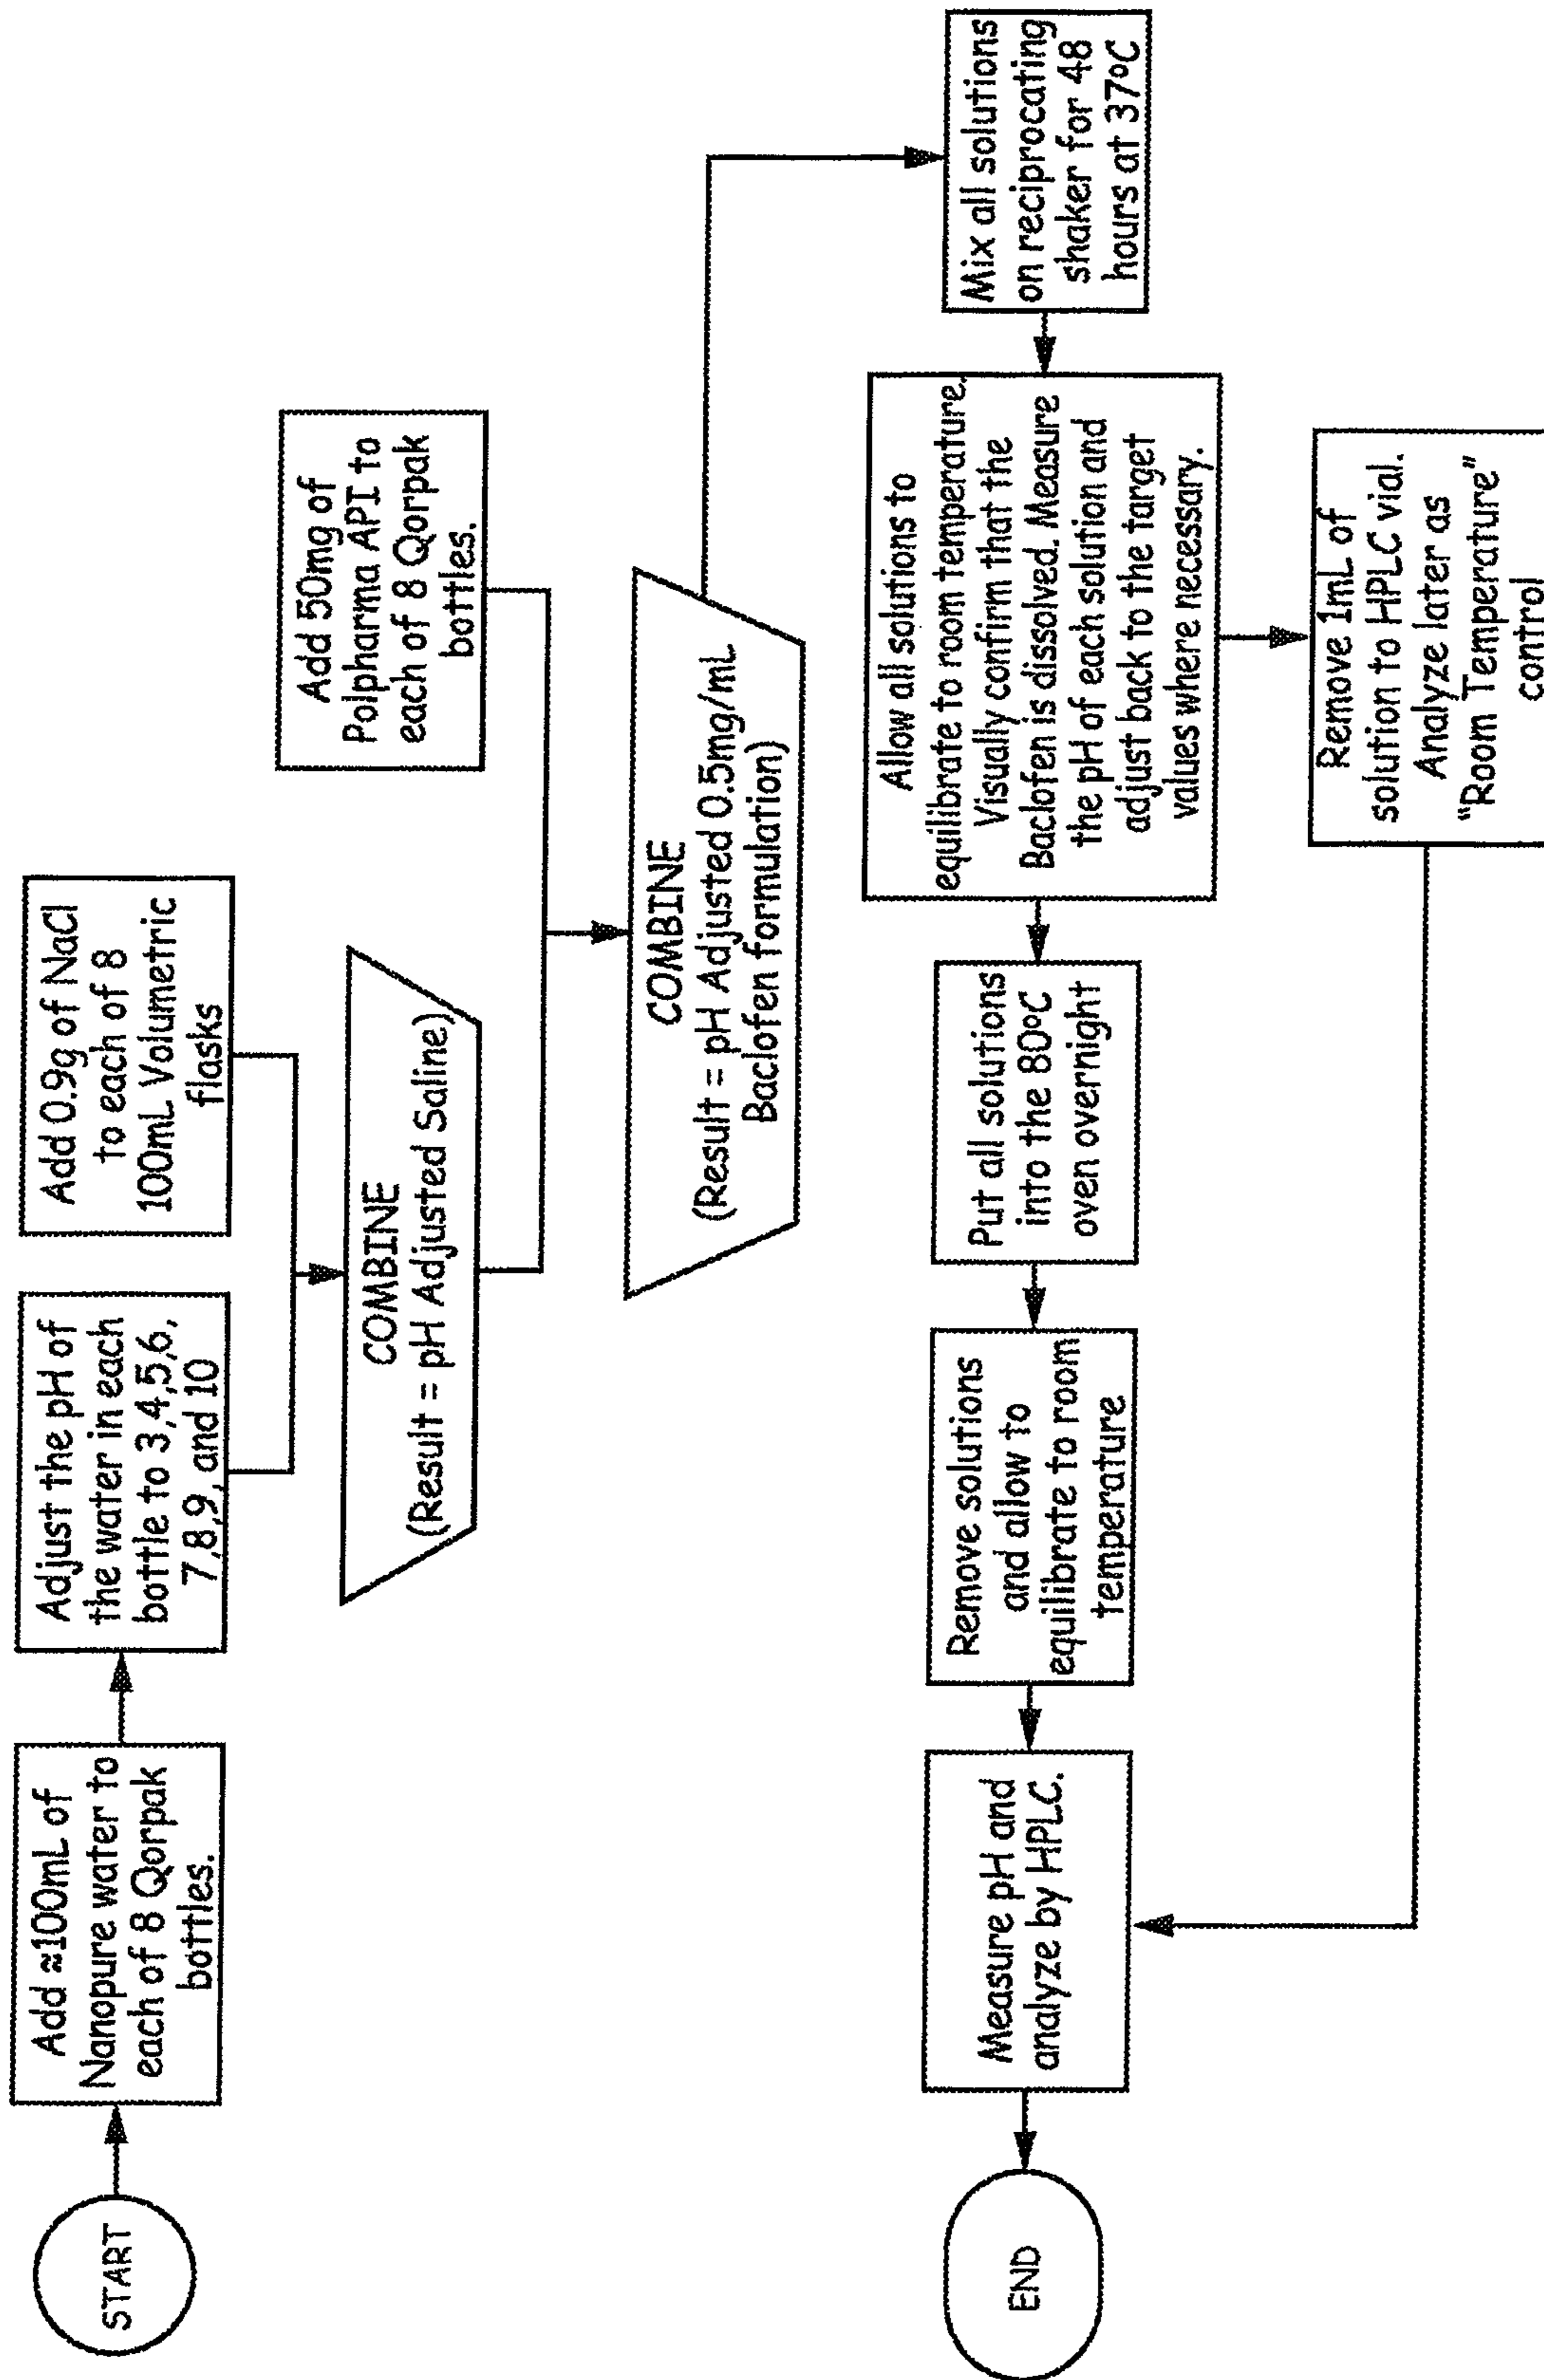 START
Add ≈100mL of
Nanopure water to
each of 8 Qorpak
bottles.
Adjust the pH of
the water in each
bottle to 3,4,5,6,
7,8,9, and 10
Add 0.9g of NaCl
to each of 8
100mL Volumetric
flasks
COMBINE
(Result = pH Adjusted Saline)
Add 50mg of
Polpharma API to
each of 8 Qorpak
bottles.
COMBINE
(Result = pH Adjusted 0.5mg/mL
Baclofen formulation)
Mix all solutions
on reciprocating
shaker for 48
hours at 37ºC
Allow all solutions to
equilibrate to room temperature.
Visually confirm that the
Baclofen is dissolved. Measure
the pH of each solution and
adjust back to the target
values where necessary.
Remove 1mL of
solution to HPLC vial.
Analyze later as
"Room Temperature"
control
Put all solutions
into the 80ºC
oven overnight
Remove solutions
and allow to
equilibrate to room
temperature
Measure pH and
analyze by HPLC.
END